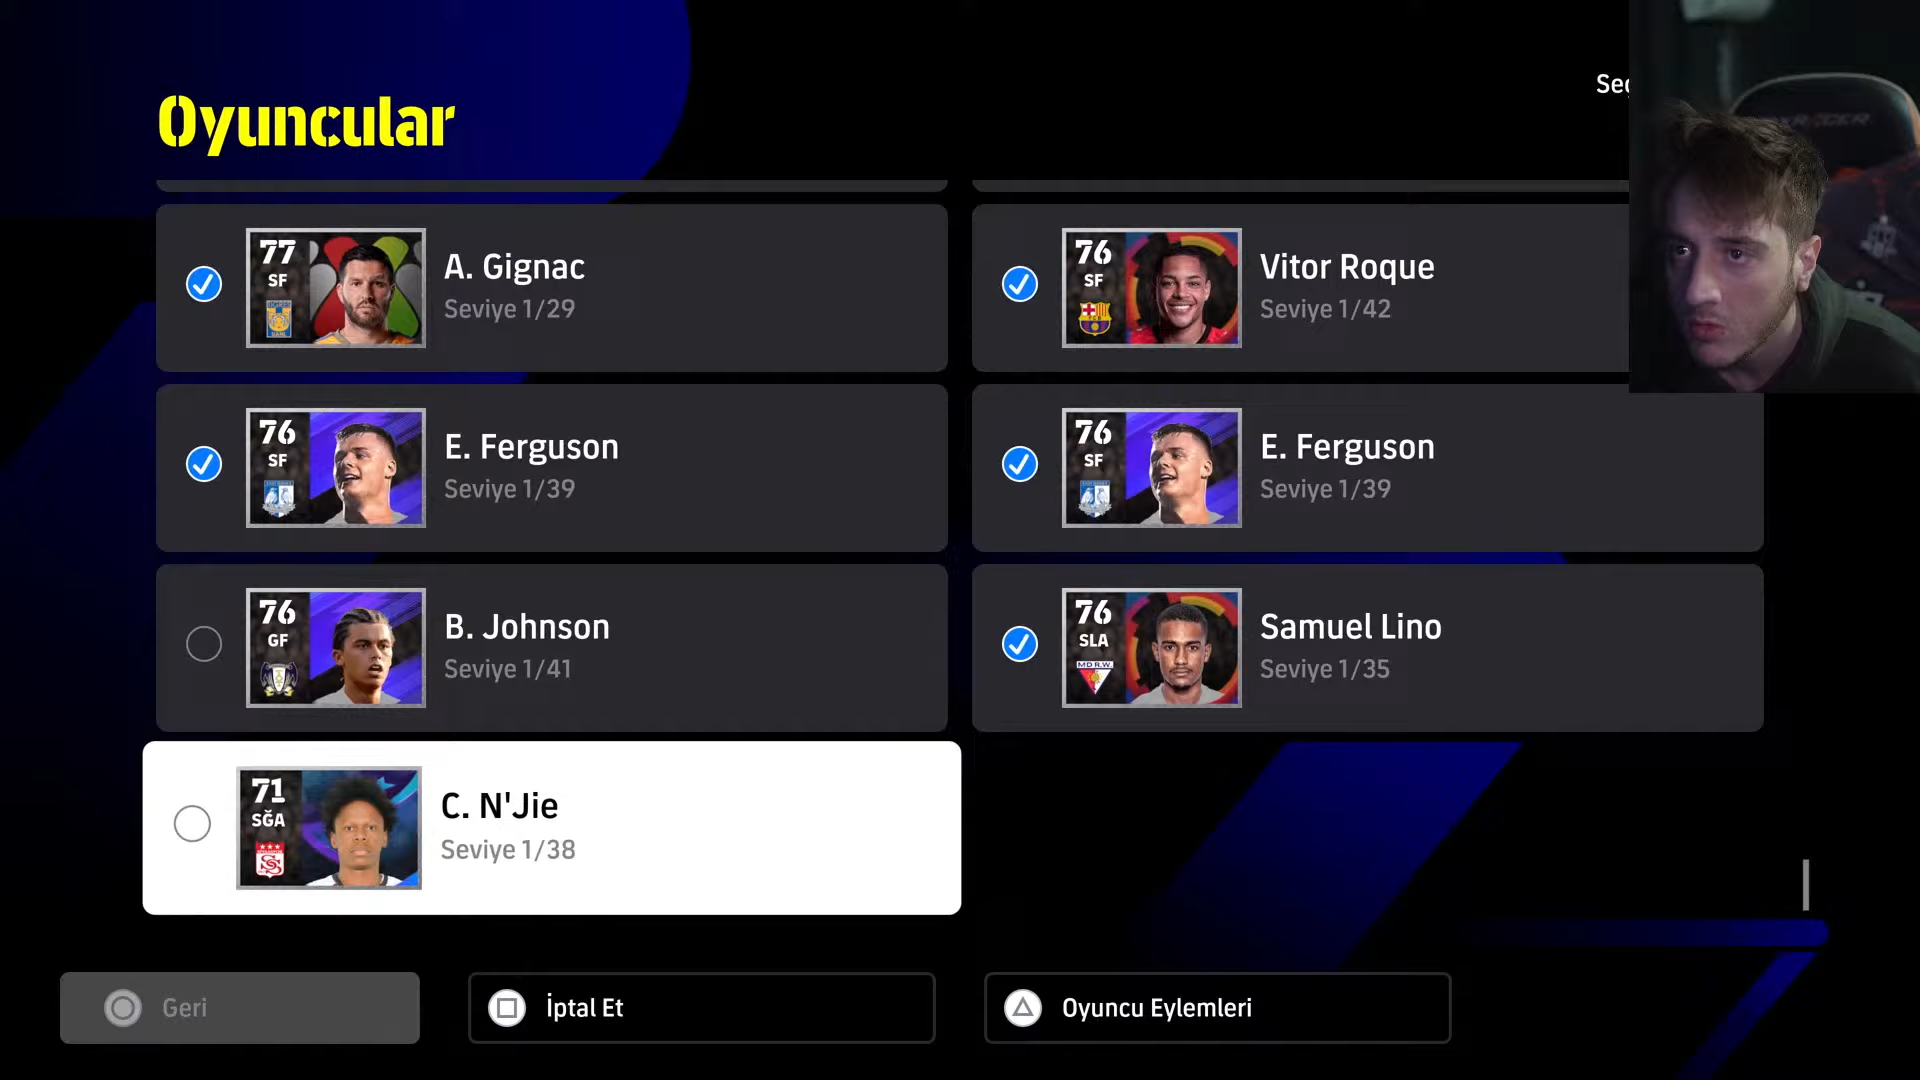 Oyuncular
77
SF
A. Gignac
Seviye 1/29
76
SF
Vitor Roque
Seviye 1/42
76
SF
E. Ferguson
Seviye 1/39
76
SF
E. Ferguson
Seviye 1/39
76
GF
B. Johnson
Seviye 1/41
76
SLA
MD R.W.
Samuel Lino
Seviye 1/35
71
SĞA
C. N'Jie
Seviye 1/38
Geri
İptal Et
Oyuncu Eylemleri